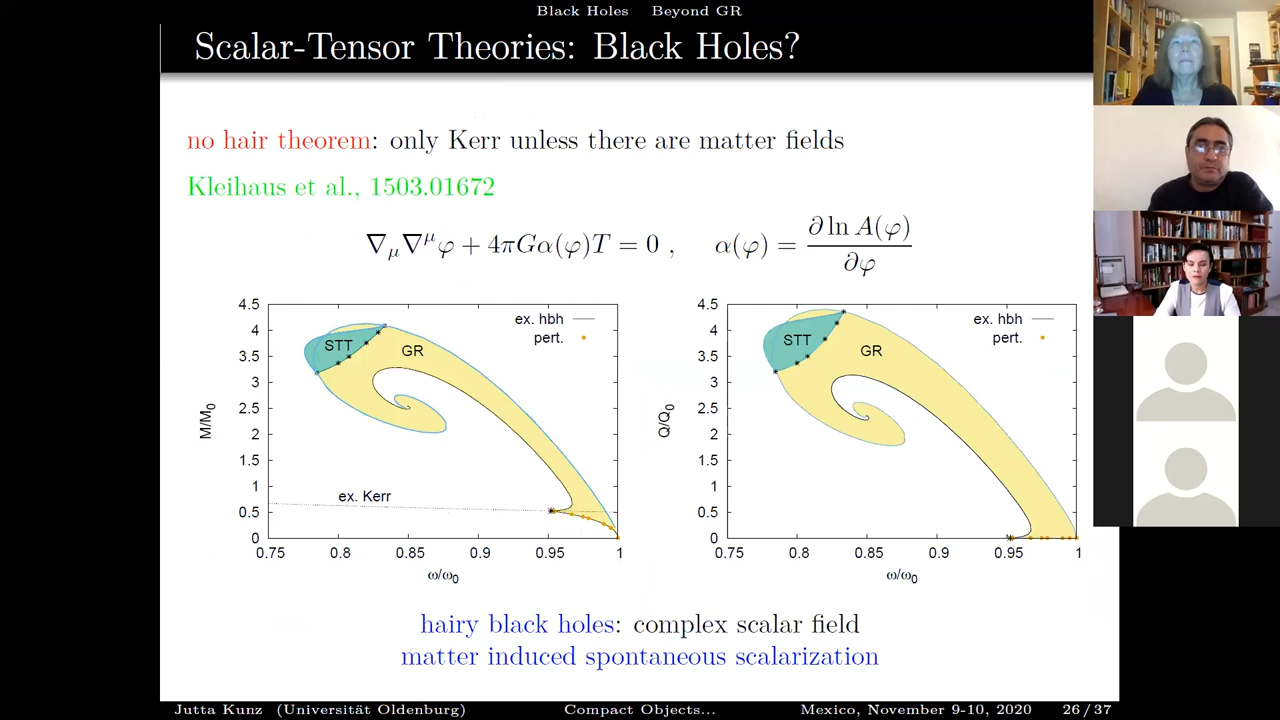 Black Holes Beyond GR
Scalar-Tensor Theories: Black Holes?
no hair theorem: only Kerr unless there are matter fields
Kleihaus et al., 1503.01672
∇μ∇^μφ + 4πGα(φ)T = 0 , α(φ) = ∂ ln A(φ) / ∂φ
4.5
4
3.5
3
2.5
2
1.5
1
0.5
0
M/M0
ex. hbh
pert.
STT
GR
ex. Kerr
0.75 0.8 0.85 0.9 0.95 1
ω/ω0
4.5
4
3.5
3
2.5
2
1.5
1
0.5
0
Q/Q0
ex. hbh
pert.
STT
GR
0.75 0.8 0.85 0.9 0.95 1
ω/ω0
hairy black holes: complex scalar field
matter induced spontaneous scalarization
Jutta Kunz (Universität Oldenburg) Compact Objects... Mexico, November 9-10, 2020 26/37